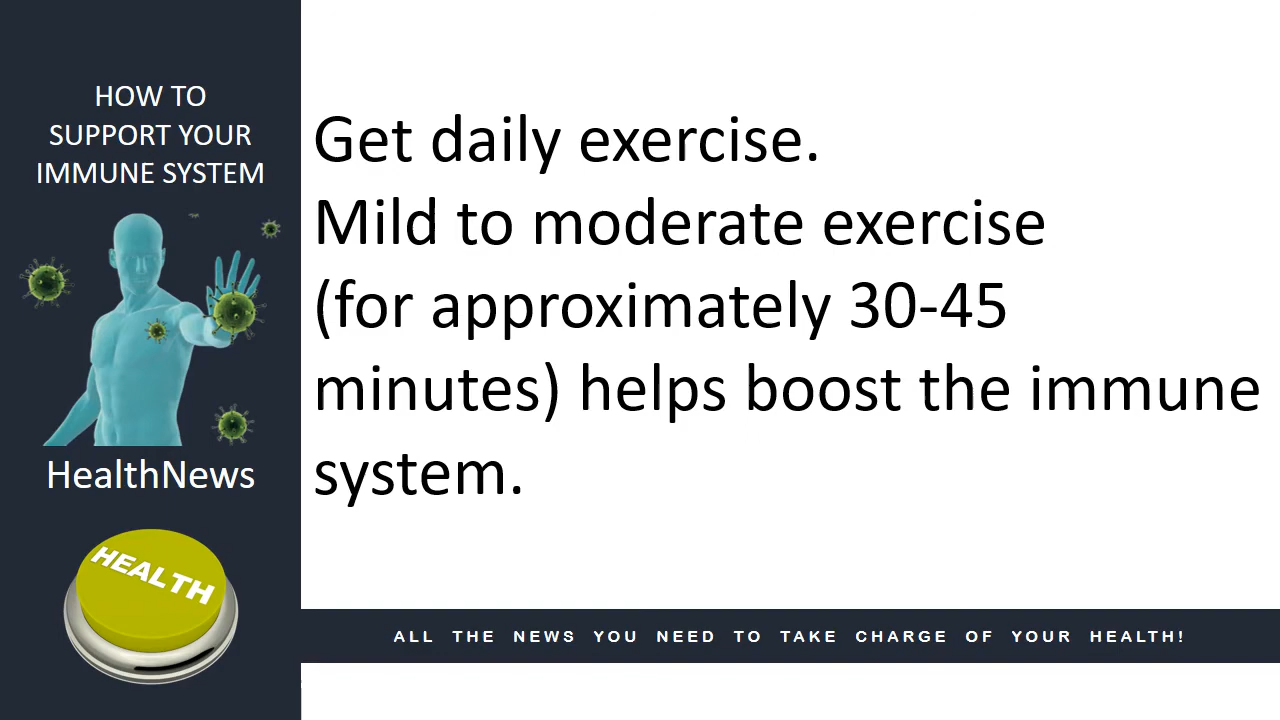 HOW TO
SUPPORT YOUR
IMMUNE SYSTEM
HealthNews
HEALTH
Get daily exercise.
Mild to moderate exercise
(for approximately 30-45
minutes) helps boost the immune
system.
ALL THE NEWS YOU NEED TO TAKE CHARGE OF YOUR HEALTH!